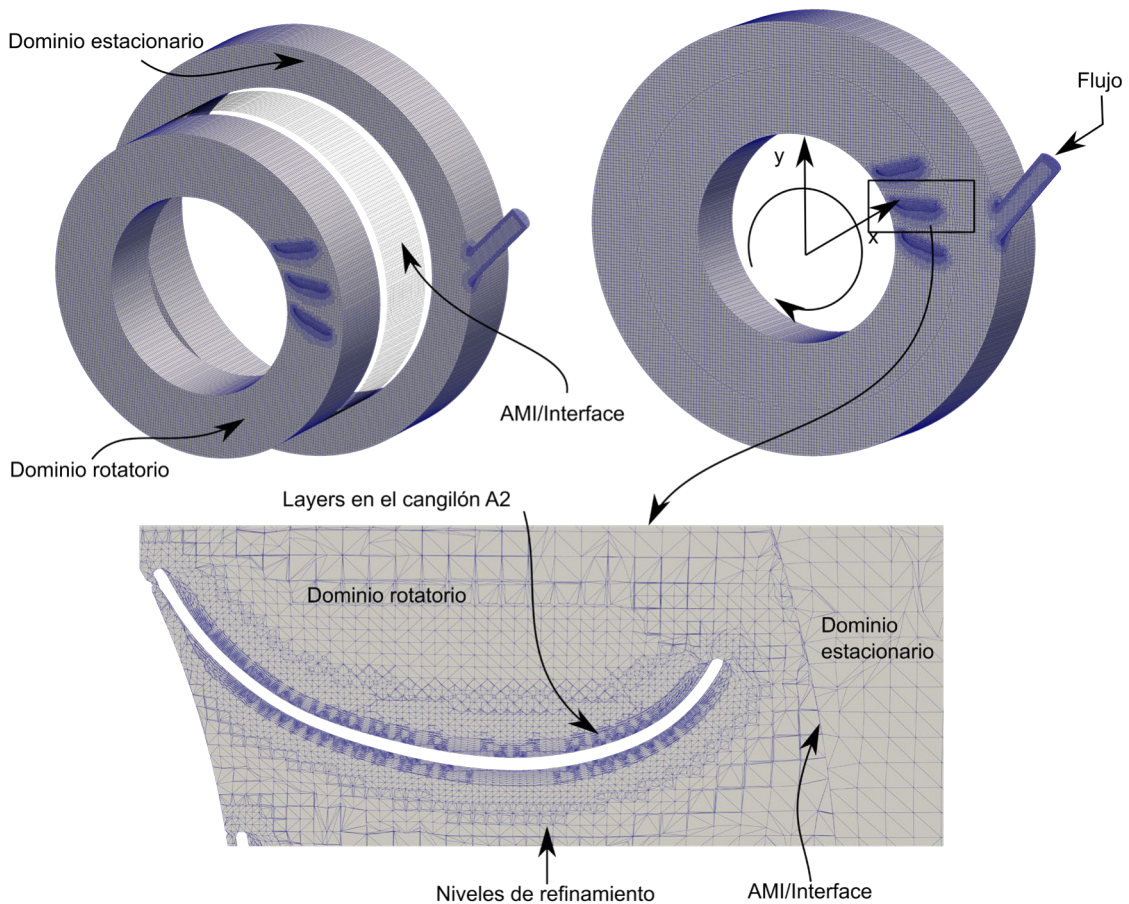 Dominio estacionario
Flujo
y
x
AMI/Interface
Dominio rotatorio
Layers en el cangilón A2
Dominio rotatorio
Dominio
estacionario
Niveles de refinamiento
AMI/Interface